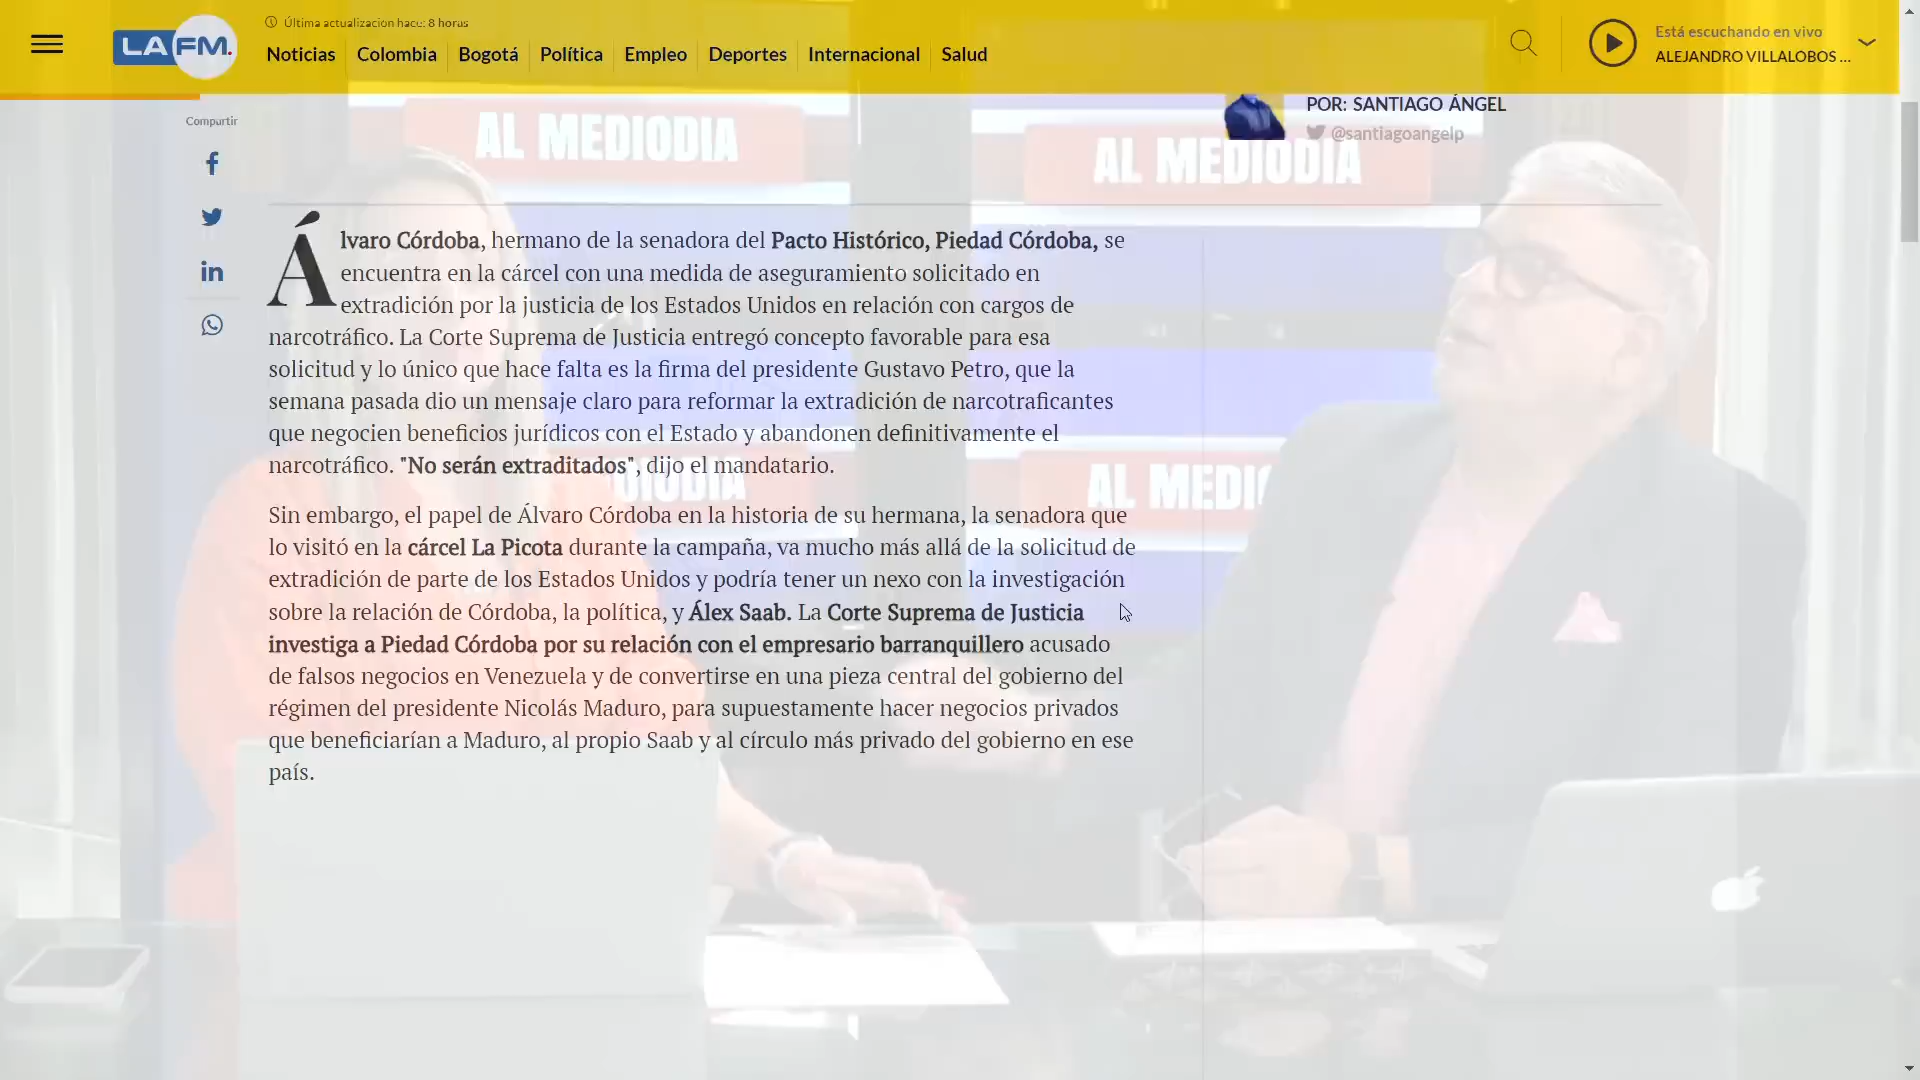 Última actualización hace: 8 horas
LA FM.
Noticias
Colombia
Bogotá
Política
Empleo
Deportes
Internacional
Salud
Está escuchando en vivo
ALEJANDRO VILLALOBOS ...
Compartir
POR: SANTIAGO ÁNGEL
@santiagoangelp
AL MEDIODIA
AL MEDIODIA
Álvaro Córdoba, hermano de la senadora del Pacto Histórico, Piedad Córdoba, se
encuentra en la cárcel con una medida de aseguramiento solicitado en
extradición por la justicia de los Estados Unidos en relación con cargos de
narcotráfico. La Corte Suprema de Justicia entregó concepto favorable para esa
solicitud y lo único que hace falta es la firma del presidente Gustavo Petro, que la
semana pasada dio un mensaje claro para reformar la extradición de narcotraficantes
que negocien beneficios jurídicos con el Estado y abandonen definitivamente el
narcotráfico. "No serán extraditados", dijo el mandatario.
DIODIA
AL MEDIO
Sin embargo, el papel de Álvaro Córdoba en la historia de su hermana, la senadora que
lo visitó en la cárcel La Picota durante la campaña, va mucho más allá de la solicitud de
extradición de parte de los Estados Unidos y podría tener un nexo con la investigación
sobre la relación de Córdoba, la política, y Álex Saab. La Corte Suprema de Justicia
investiga a Piedad Córdoba por su relación con el empresario barranquillero acusado
de falsos negocios en Venezuela y de convertirse en una pieza central del gobierno del
régimen del presidente Nicolás Maduro, para supuestamente hacer negocios privados
que beneficiarían a Maduro, al propio Saab y al círculo más privado del gobierno en ese
país.